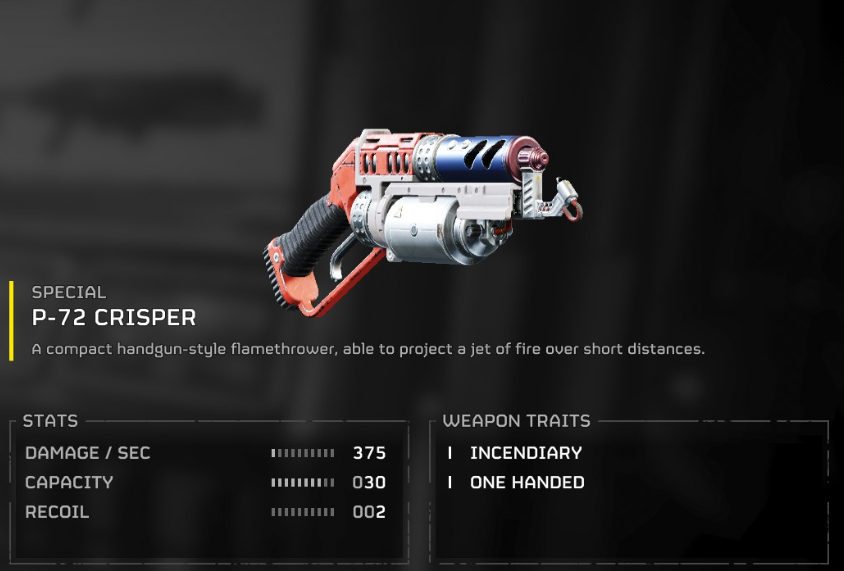 SPECIAL
P-72 CRISPER
A compact handgun-style flamethrower, able to project a jet of fire over short distances.
STATS
DAMAGE / SEC 375
CAPACITY 030
RECOIL 002
WEAPON TRAITS
INCENDIARY
ONE HANDED